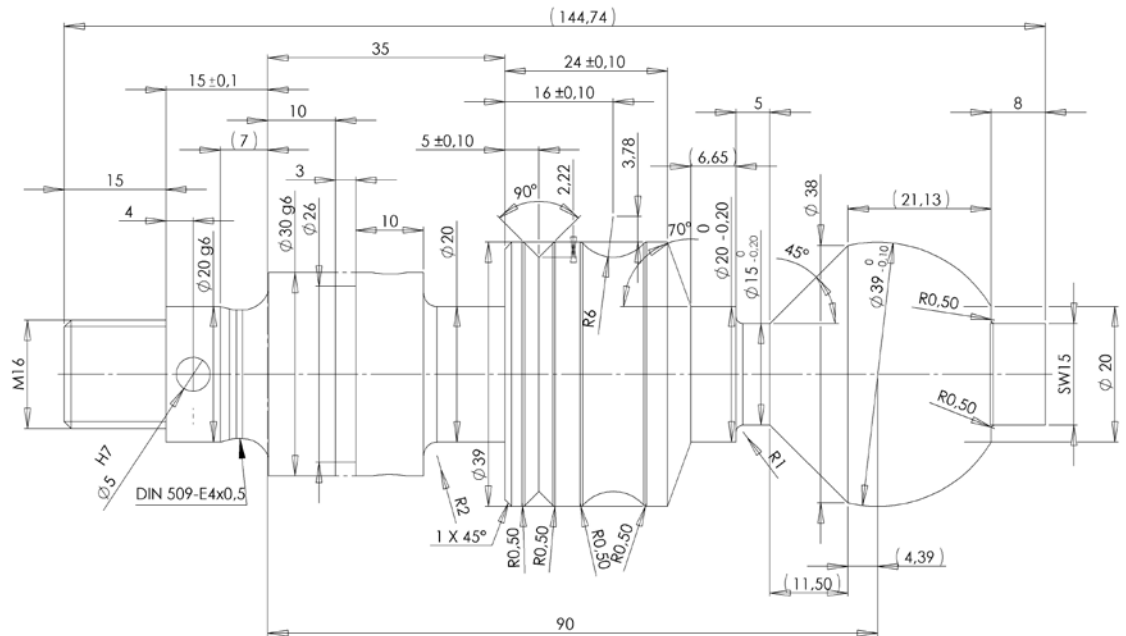 (144,74)
35
24 ±0,10
15 ±0,1
16 ±0,10
5
8
10
(7)
5 ±0,10
3,78
(6,65)
15
3
2,22
90°
4
Ø 38
(21,13)
Ø 30 g6
Ø 26
10
Ø 20
70°
0
Ø 20 -0,20
0
Ø 15 -0,20
45°
Ø 20 g6
0
Ø 39 -0,10
R0,50
R6
M16
SW15
Ø 20
R0,50
H7
Ø 5
Ø 39
R1
DIN 509-E4x0,5
R2
1 X 45°
R0,50
R0,50
R0,50
R0,50
(4,39)
(11,50)
90